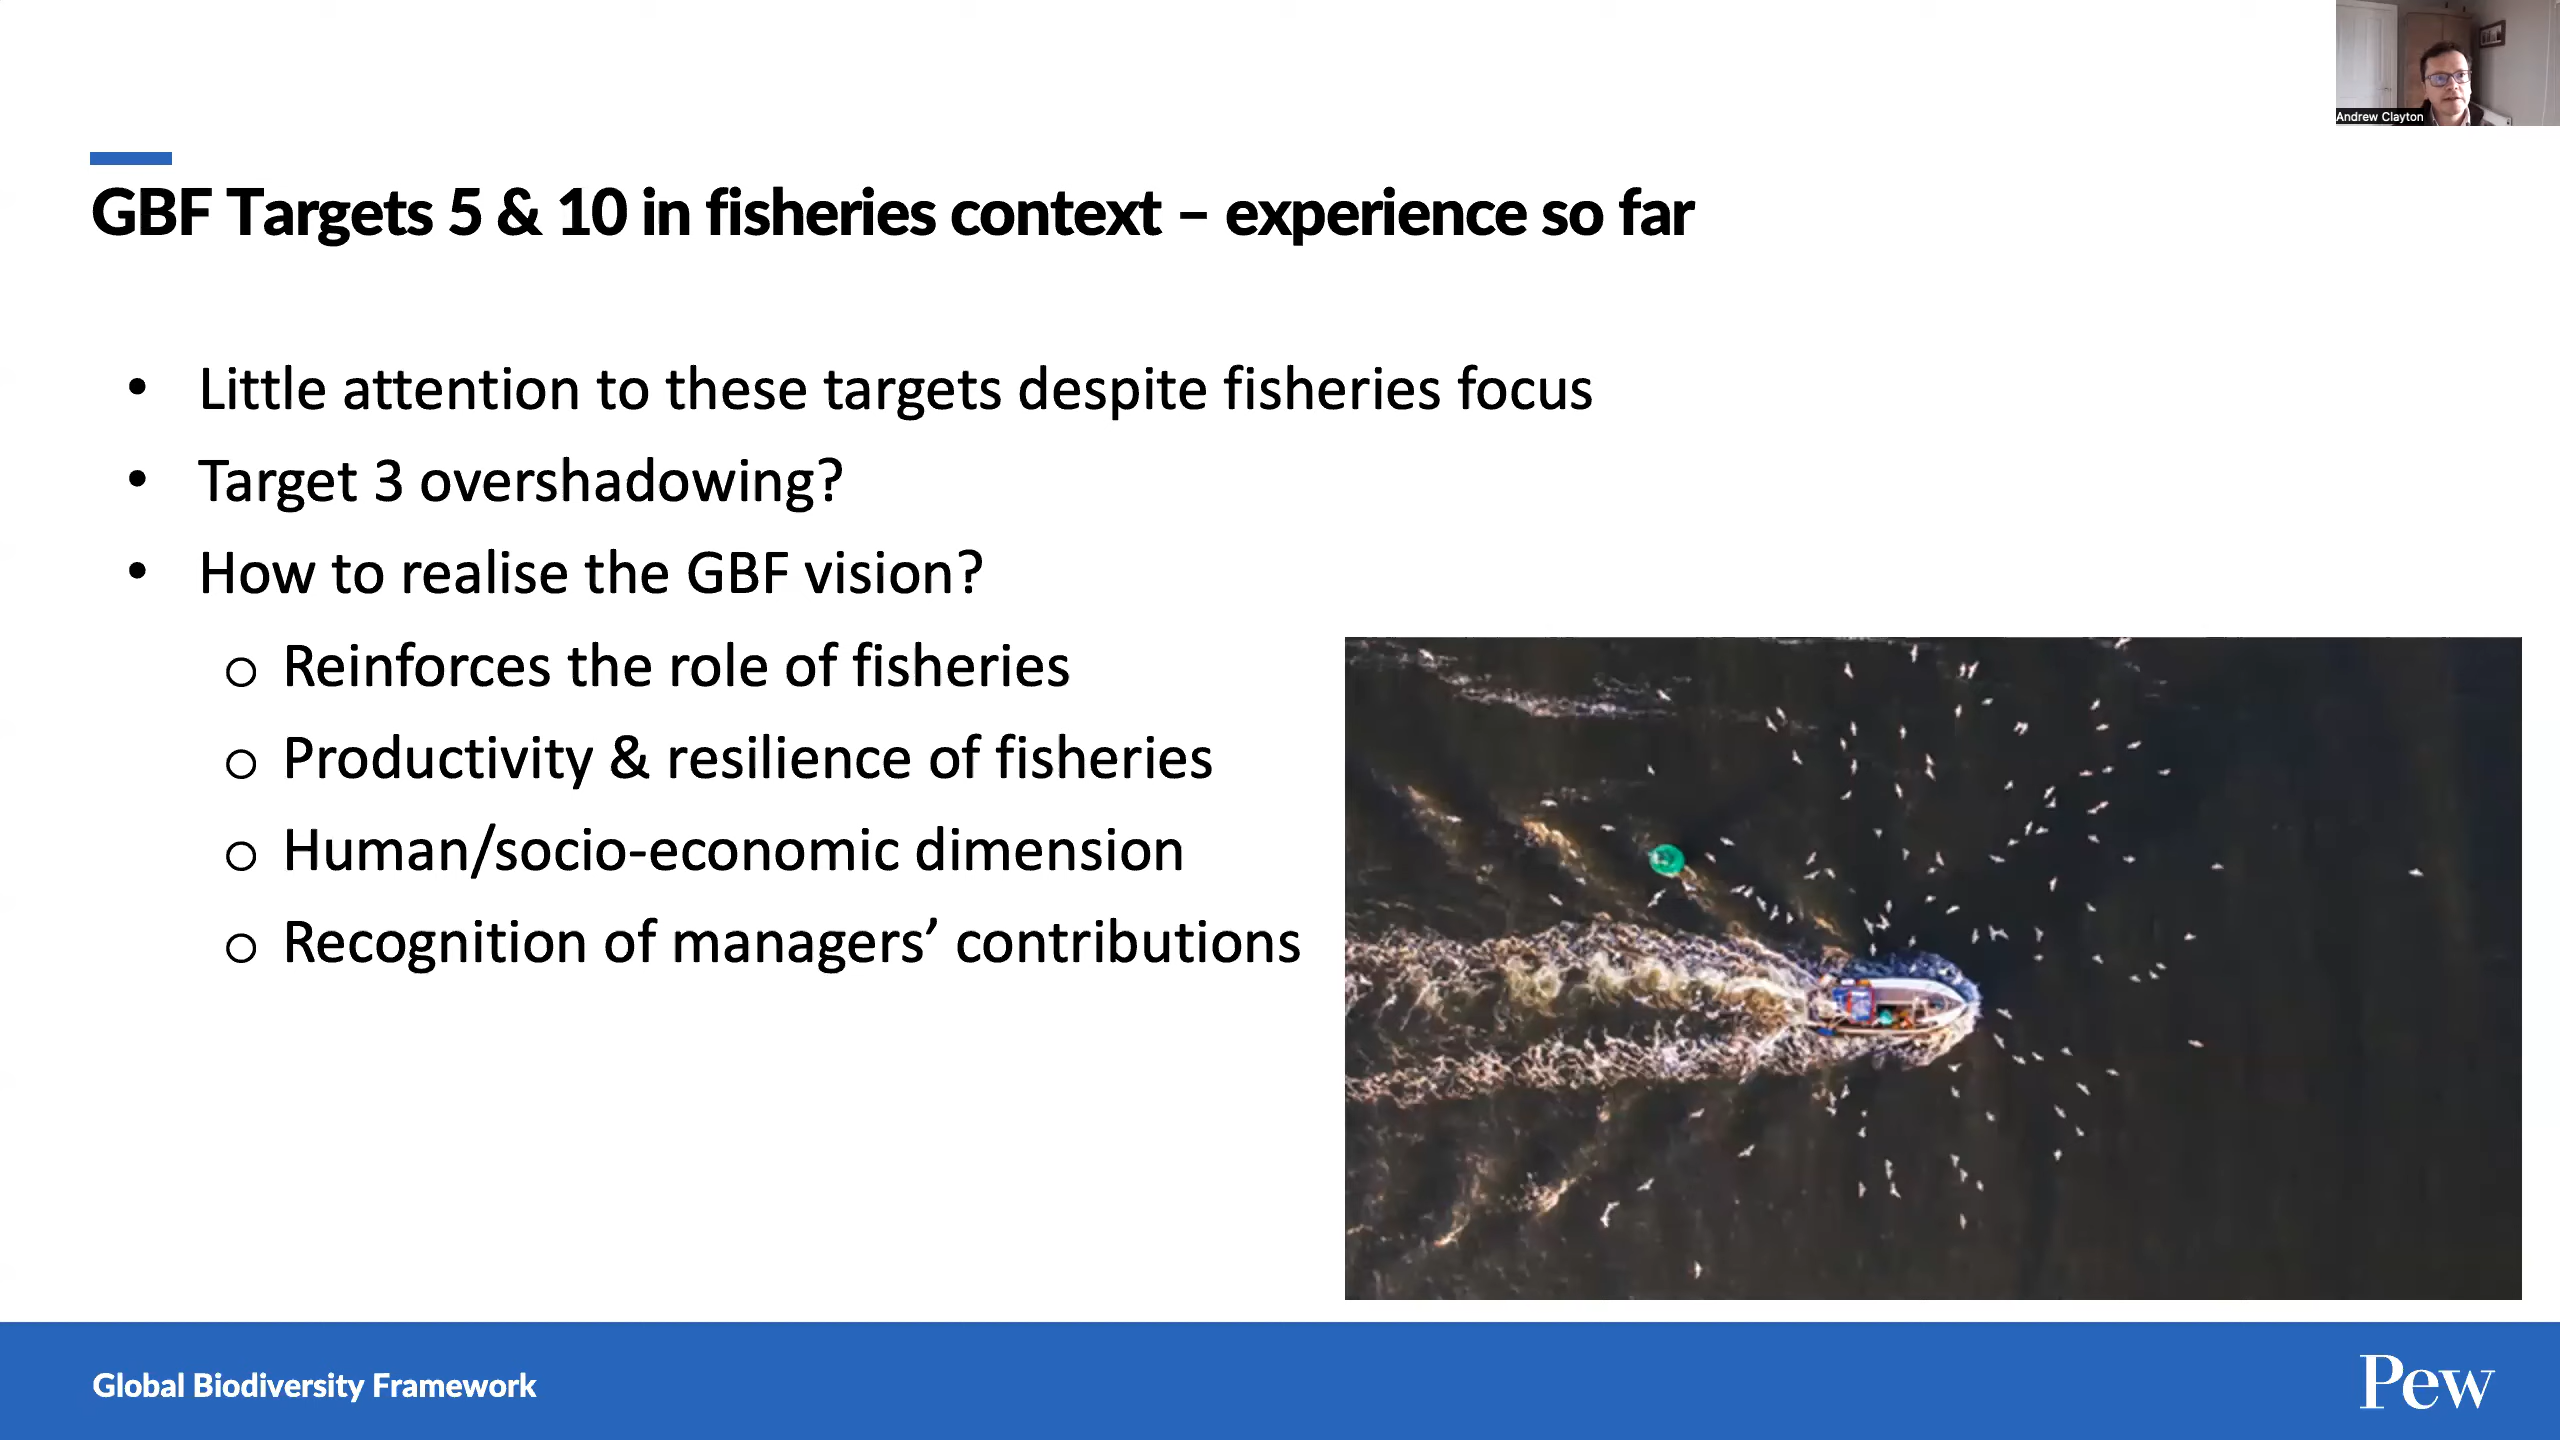 Andrew Clayton
GBF Targets 5 & 10 in fisheries context – experience so far
• Little attention to these targets despite fisheries focus
• Target 3 overshadowing?
• How to realise the GBF vision?
o Reinforces the role of fisheries
o Productivity & resilience of fisheries
o Human/socio-economic dimension
o Recognition of managers’ contributions
Global Biodiversity Framework
Pew